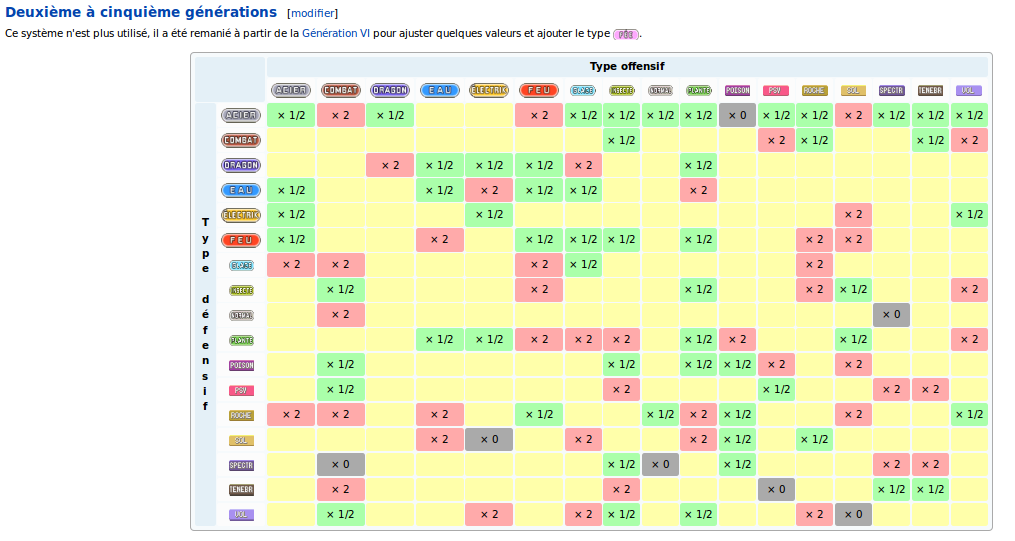 Deuxième à cinquième générations [modifier]
Ce système n'est plus utilisé, il a été remanié à partir de la Génération VI pour ajuster quelques valeurs et ajouter le type FÉE.
Type offensif
ACIER COMBAT DRAGON EAU ÉLECTRIK FEU GLACE INSECTE NORMAL PLANTE POISON PSY ROCHE SOL SPECTR TENEBR VOL
Type défensif
ACIER × 1/2 × 2 × 1/2 × 2 × 1/2 × 1/2 × 1/2 × 1/2 × 0 × 1/2 × 1/2 × 2 × 1/2 × 1/2 × 1/2
COMBAT × 1/2 × 2 × 1/2 × 1/2 × 2
DRAGON × 2 × 1/2 × 1/2 × 1/2 × 2 × 1/2
EAU × 1/2 × 1/2 × 2 × 1/2 × 1/2 × 2
ÉLECTRIK × 1/2 × 1/2 × 2 × 1/2
FEU × 1/2 × 2 × 1/2 × 1/2 × 1/2 × 1/2 × 2 × 2
GLACE × 2 × 2 × 2 × 1/2 × 2
INSECTE × 1/2 × 2 × 1/2 × 2 × 1/2 × 2
NORMAL × 2 × 0
PLANTE × 1/2 × 1/2 × 2 × 2 × 2 × 1/2 × 2 × 1/2 × 2
POISON × 1/2 × 1/2 × 1/2 × 1/2 × 2 × 2
PSY × 1/2 × 2 × 1/2 × 2 × 2
ROCHE × 2 × 2 × 2 × 1/2 × 1/2 × 2 × 1/2 × 2 × 1/2
SOL × 2 × 0 × 2 × 2 × 1/2 × 1/2
SPECTR × 0 × 1/2 × 0 × 1/2 × 2 × 2
TENEBR × 2 × 2 × 0 × 1/2 × 1/2
VOL × 1/2 × 2 × 2 × 1/2 × 1/2 × 2 × 0